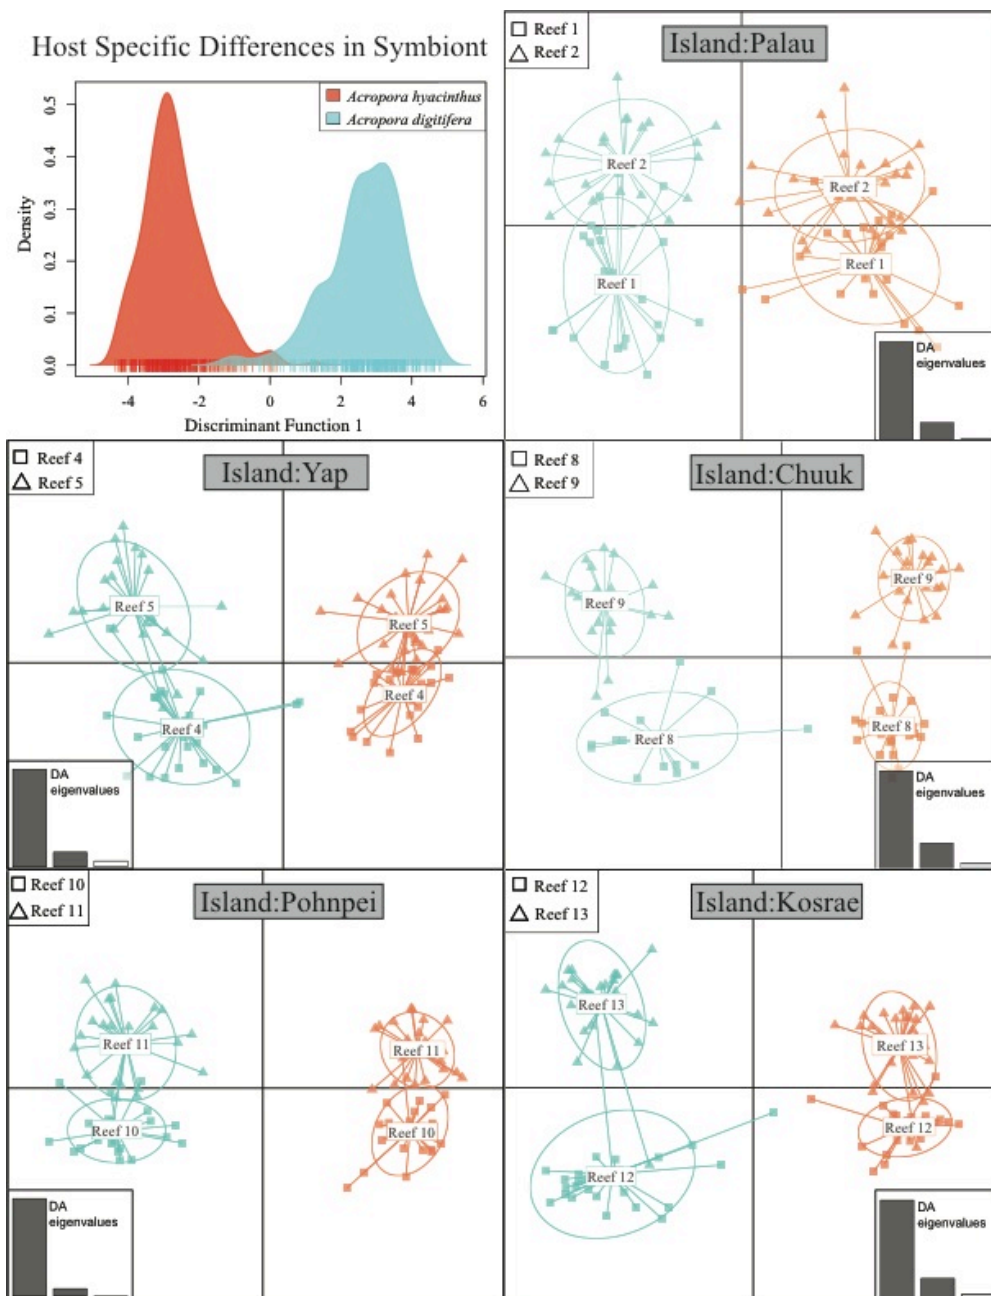 Host Specific Differences in Symbiont
Acropora hyacinthus
Acropora digitifera
Density
0.5
0.4
0.3
0.2
0.1
0.0
-4 -2 0 2 4 6
Discriminant Function 1
Reef 1
Reef 2
Island:Palau
Reef 2
Reef 2
Reef 1
Reef 1
DA
eigenvalues
Reef 4
Reef 5
Island:Yap
Reef 5
Reef 5
Reef 4
Reef 4
DA
eigenvalues
Reef 8
Reef 9
Island:Chuuk
Reef 9
Reef 9
Reef 8
Reef 8
DA
eigenvalues
Reef 10
Reef 11
Island:Pohnpei
Reef 11
Reef 11
Reef 10
Reef 10
DA
eigenvalues
Reef 12
Reef 13
Island:Kosrae
Reef 13
Reef 13
Reef 12
Reef 12
DA
eigenvalues